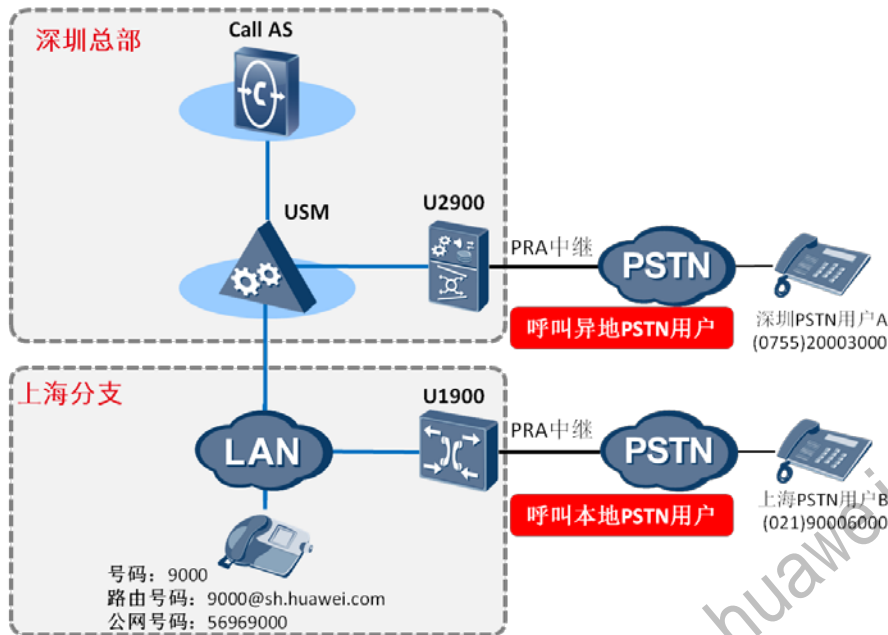 深圳总部
Call AS
USM
U2900
PRA中继
PSTN
呼叫异地PSTN用户
深圳PSTN用户A
(0755)20003000
上海分支
U1900
LAN
PRA中继
PSTN
呼叫本地PSTN用户
上海PSTN用户B
(021)90006000
号码：9000
路由号码：9000@sh.huawei.com
公网号码：56969000
huawei